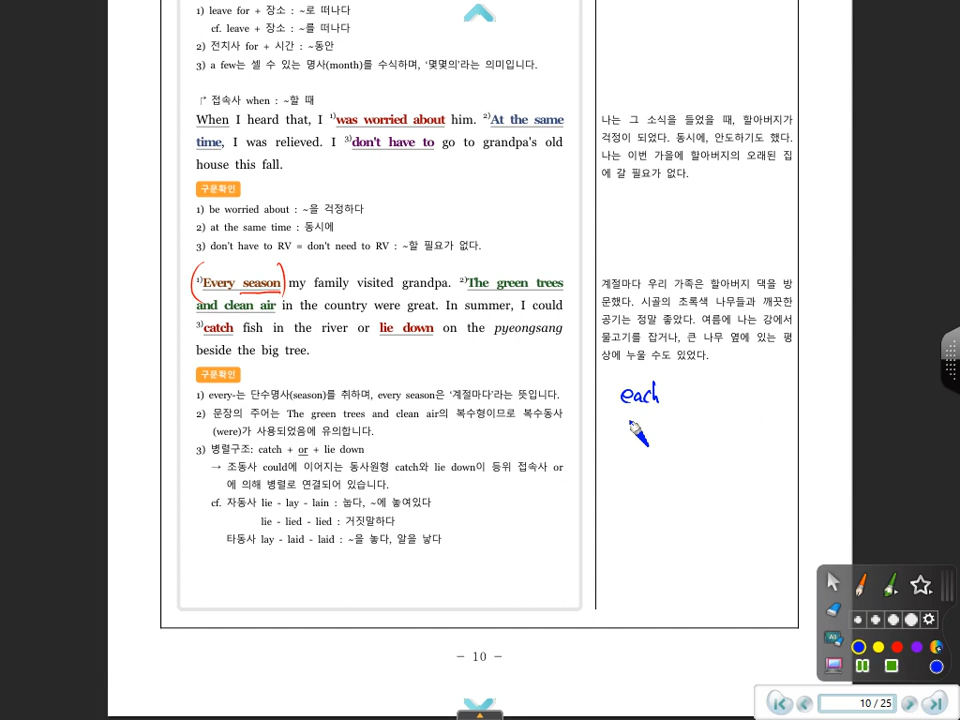 1) leave for + 장소 : ~로 떠나다
cf. leave + 장소 : ~를 떠나다
2) 전치사 for + 시간 : ~동안
3) a few는 셀 수 있는 명사(month)를 수식하며, ‘몇몇의’라는 의미입니다.
┌* 접속사 when : ~할 때
When I heard that, I 1)was worried about him. 2)At the same
time, I was relieved. I 3)don't have to go to grandpa's old
house this fall.
구문확인
1) be worried about : ~을 걱정하다
2) at the same time : 동시에
3) don't have to RV = don't need to RV : ~할 필요가 없다.
1)Every season my family visited grandpa. 2)The green trees
and clean air in the country were great. In summer, I could
3)catch fish in the river or lie down on the pyeongsang
beside the big tree.
구문확인
1) every-는 단수명사(season)를 취하며, every season은 ‘계절마다’라는 뜻입니다.
2) 문장의 주어는 The green trees and clean air의 복수형이므로 복수동사
(were)가 사용되었음에 유의합니다.
3) 병렬구조: catch + or + lie down
→ 조동사 could에 이어지는 동사원형 catch와 lie down이 등위 접속사 or
에 의해 병렬로 연결되어 있습니다.
cf. 자동사 lie - lay - lain : 눕다, ~에 놓여있다
lie - lied - lied : 거짓말하다
타동사 lay - laid - laid : ~을 놓다, 알을 낳다
나는 그 소식을 들었을 때, 할아버지가
걱정이 되었다. 동시에, 안도하기도 했다.
나는 이번 가을에 할아버지의 오래된 집
에 갈 필요가 없다.
계절마다 우리 가족은 할아버지 댁을 방
문했다. 시골의 초록색 나무들과 깨끗한
공기는 정말 좋았다. 여름에 나는 강에서
물고기를 잡거나, 큰 나무 옆에 있는 평
상에 누울 수도 있었다.
each
- 10 -
10 / 25